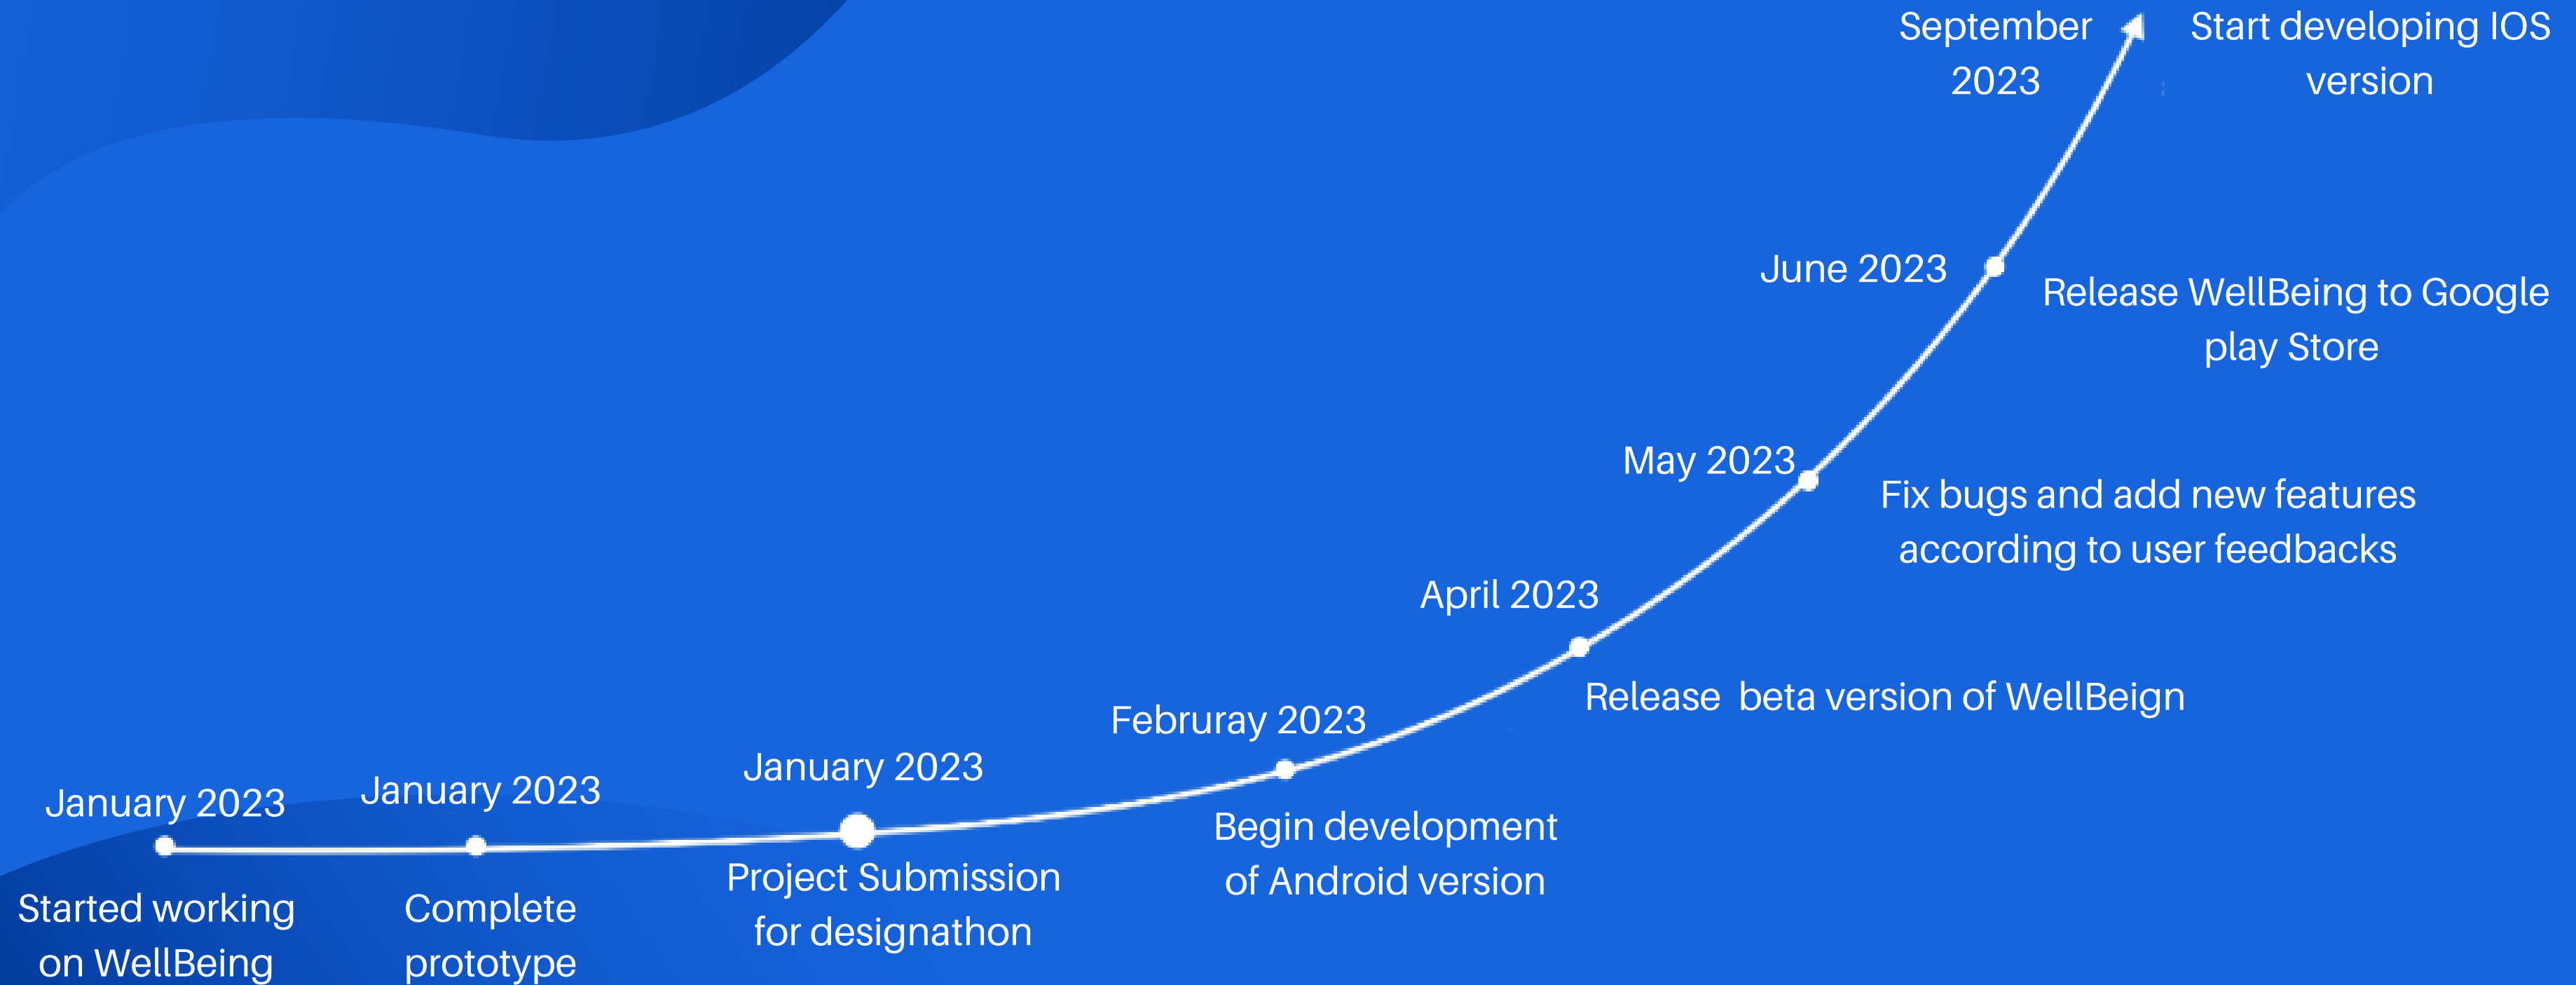 January 2023
Started working
on WellBeing
January 2023
Complete
prototype
January 2023
Project Submission
for designathon
Februray 2023
Begin development
of Android version
April 2023
Release  beta version of WellBeign
May 2023
Fix bugs and add new features
according to user feedbacks
June 2023
Release WellBeing to Google
play Store
September
2023
Start developing IOS
version